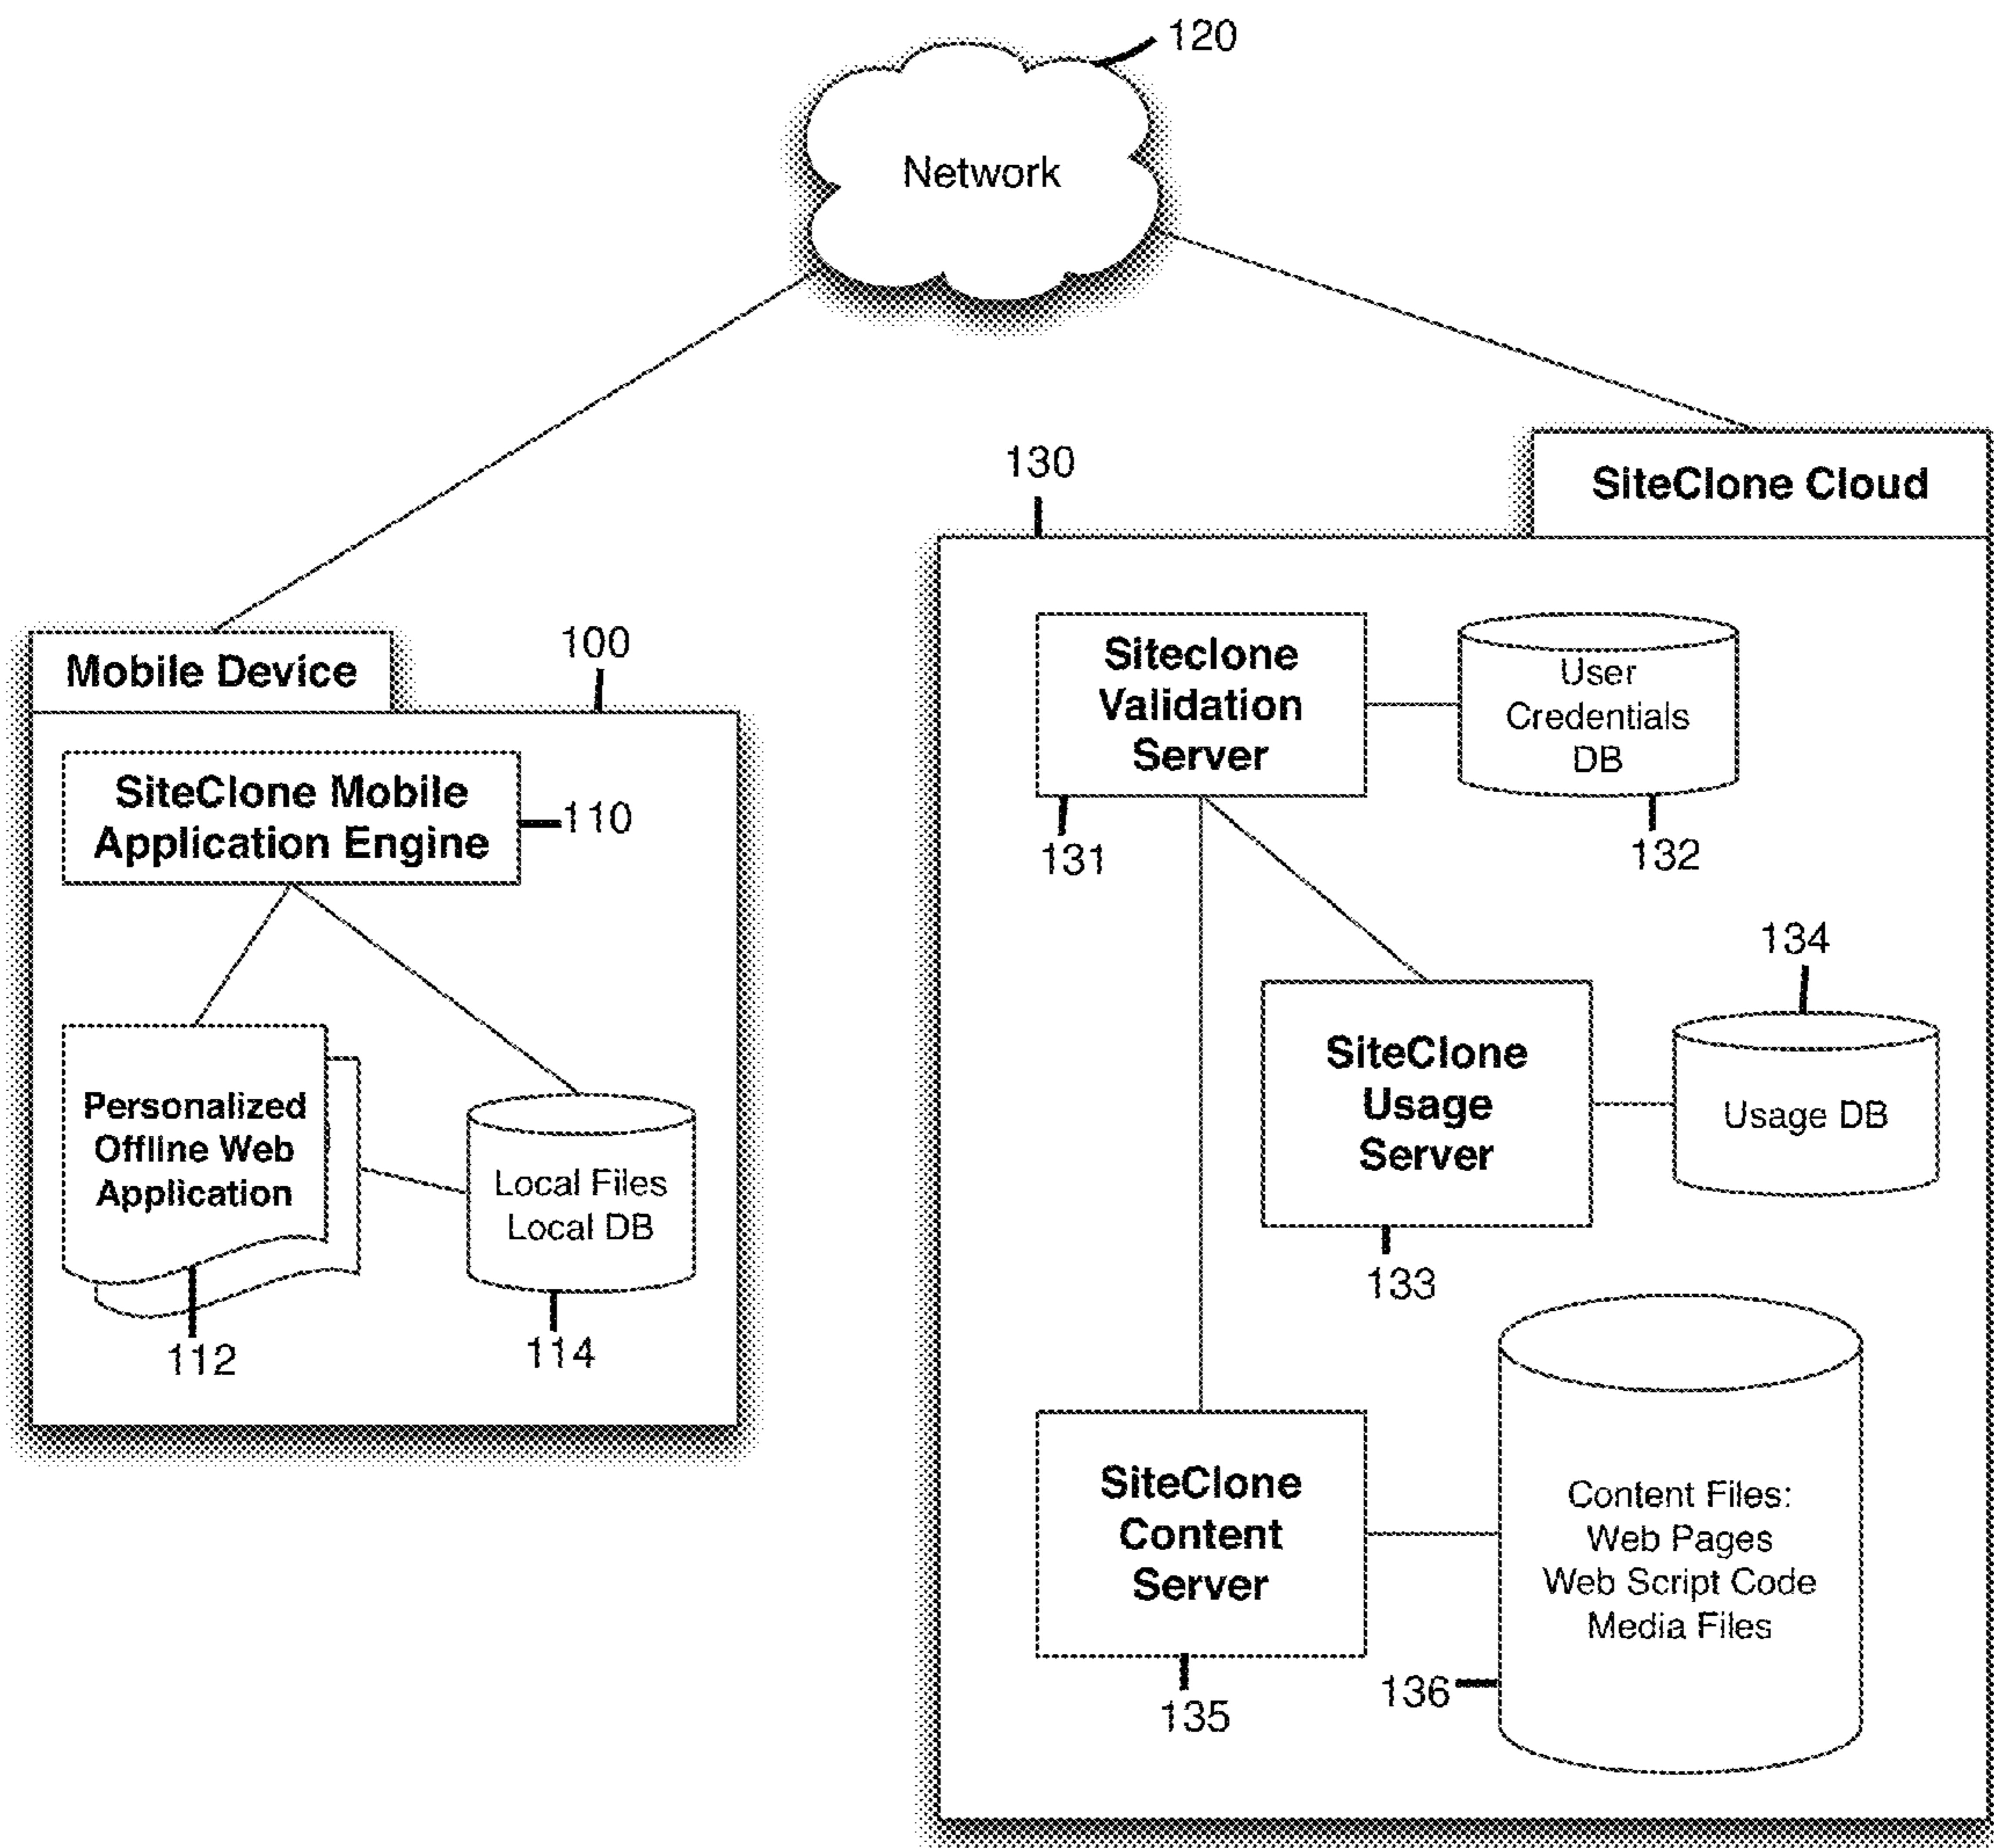 120
Network
130
SiteClone Cloud
Mobile Device
100
SiteClone Mobile
Application Engine
110
Personalized
Offline Web
Application
112
Local Files
Local DB
114
Siteclone
Validation
Server
131
User
Credentials
DB
132
SiteClone
Usage
Server
133
134
Usage DB
SiteClone
Content
Server
135
Content Files:
Web Pages
Web Script Code
Media Files
136